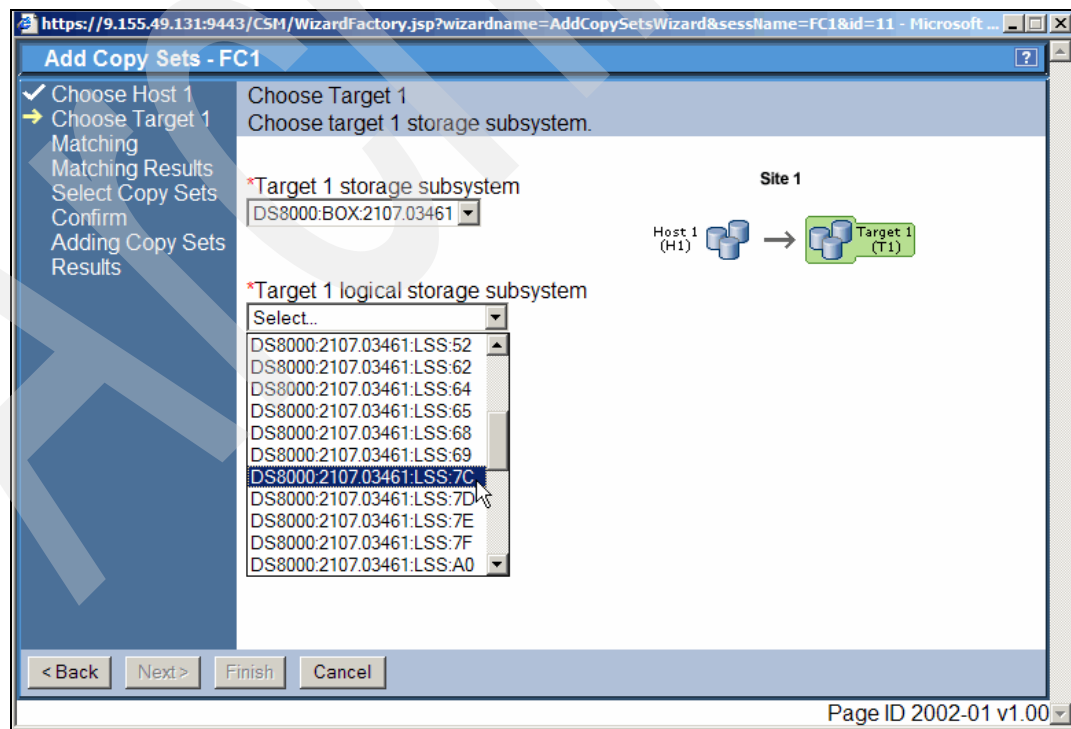 https://9.155.49.131:9443/CSM/WizardFactory.jsp?wizardname=AddCopySetsWizard&sessName=FC1&id=11 - Microsoft ...
Add Copy Sets - FC1
?
Choose Host 1
Choose Target 1
Matching
Matching Results
Select Copy Sets
Confirm
Adding Copy Sets
Results
Choose Target 1
Choose target 1 storage subsystem.
*Target 1 storage subsystem
DS8000:BOX:2107.03461
Site 1
Host 1
(H1)
Target 1
(T1)
*Target 1 logical storage subsystem
Select...
DS8000:2107.03461:LSS:52
DS8000:2107.03461:LSS:62
DS8000:2107.03461:LSS:64
DS8000:2107.03461:LSS:65
DS8000:2107.03461:LSS:68
DS8000:2107.03461:LSS:69
DS8000:2107.03461:LSS:7C
DS8000:2107.03461:LSS:7D
DS8000:2107.03461:LSS:7E
DS8000:2107.03461:LSS:7F
DS8000:2107.03461:LSS:A0
< Back
Next >
Finish
Cancel
Page ID 2002-01 v1.00